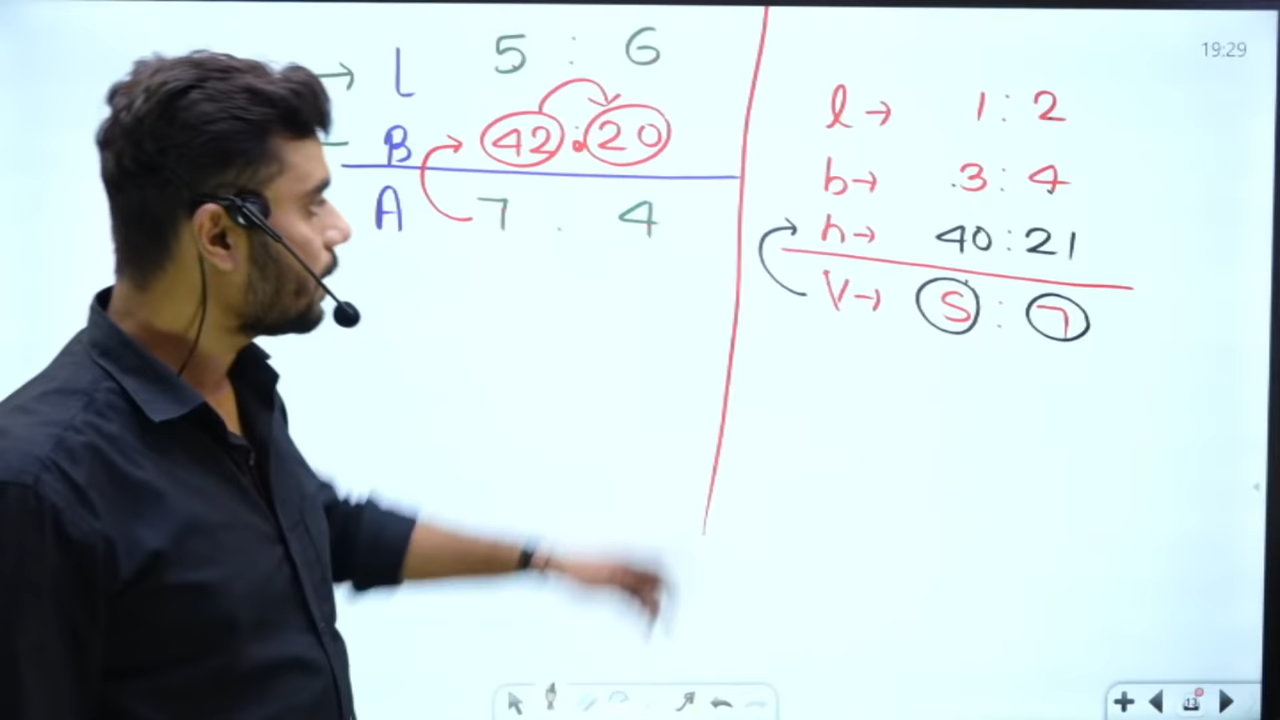 19:29
→ l 5 : 6
B 42 : 20
A 7 . 4
l → 1 : 2
b → 3 : 4
h → 40 : 21
V → 5 : 7